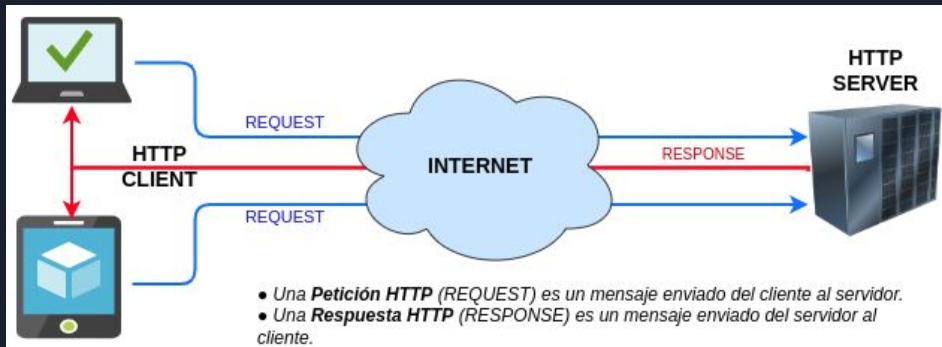 HTTP
SERVER
REQUEST
HTTP
CLIENT
INTERNET
RESPONSE
REQUEST
● Una Petición HTTP (REQUEST) es un mensaje enviado del cliente al servidor.
● Una Respuesta HTTP (RESPONSE) es un mensaje enviado del servidor al
cliente.